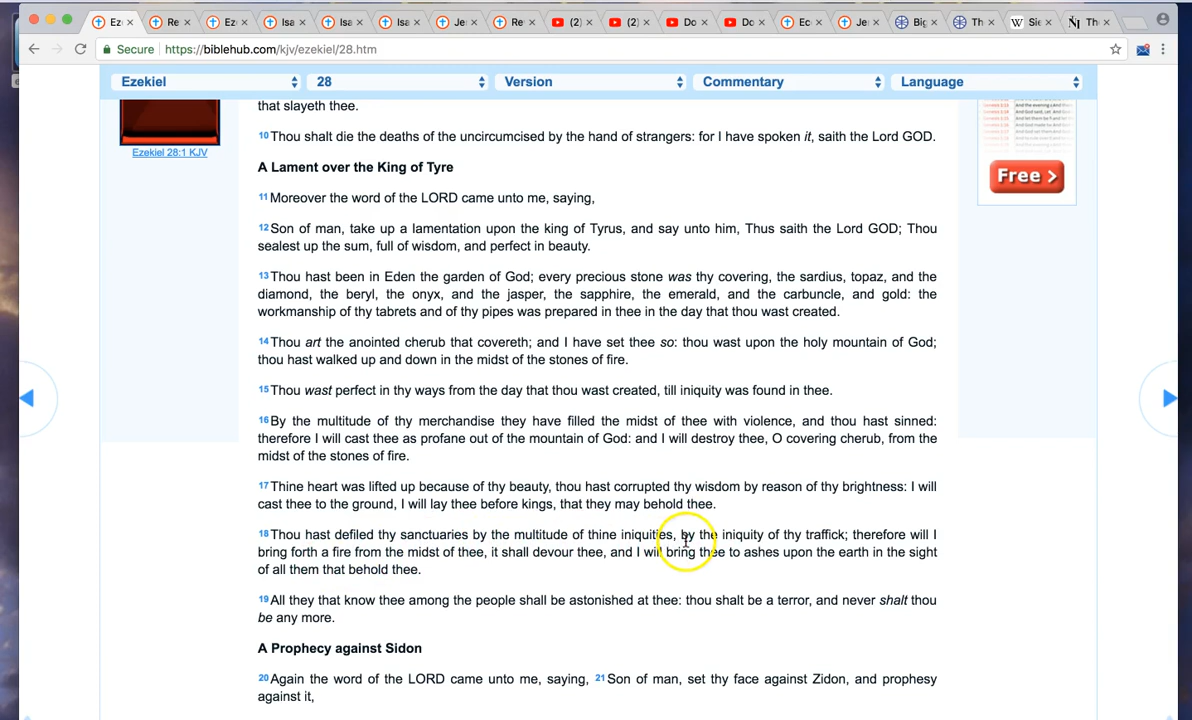 Eze
Re
Eze
Isa
Isa
Isa
Je
Re
(2)
(2)
Do
Do
Ec
Je
Big
Th
W Sie
Th
Secure https://biblehub.com/kjv/ezekiel/28.htm
Ezekiel 28 Version Commentary Language
that slayeth thee.
10 Thou shalt die the deaths of the uncircumcised by the hand of strangers: for I have spoken it, saith the Lord GOD.
Ezekiel 28:1 KJV
Free >
A Lament over the King of Tyre
11 Moreover the word of the LORD came unto me, saying,
12 Son of man, take up a lamentation upon the king of Tyrus, and say unto him, Thus saith the Lord GOD; Thou
sealest up the sum, full of wisdom, and perfect in beauty.
13 Thou hast been in Eden the garden of God; every precious stone was thy covering, the sardius, topaz, and the
diamond, the beryl, the onyx, and the jasper, the sapphire, the emerald, and the carbuncle, and gold: the
workmanship of thy tabrets and of thy pipes was prepared in thee in the day that thou wast created.
14 Thou art the anointed cherub that covereth; and I have set thee so: thou wast upon the holy mountain of God;
thou hast walked up and down in the midst of the stones of fire.
15 Thou wast perfect in thy ways from the day that thou wast created, till iniquity was found in thee.
16 By the multitude of thy merchandise they have filled the midst of thee with violence, and thou hast sinned:
therefore I will cast thee as profane out of the mountain of God: and I will destroy thee, O covering cherub, from the
midst of the stones of fire.
17 Thine heart was lifted up because of thy beauty, thou hast corrupted thy wisdom by reason of thy brightness: I will
cast thee to the ground, I will lay thee before kings, that they may behold thee.
18 Thou hast defiled thy sanctuaries by the multitude of thine iniquities, by the iniquity of thy traffick; therefore will I
bring forth a fire from the midst of thee, it shall devour thee, and I will bring thee to ashes upon the earth in the sight
of all them that behold thee.
19 All they that know thee among the people shall be astonished at thee: thou shalt be a terror, and never shalt thou
be any more.
A Prophecy against Sidon
20 Again the word of the LORD came unto me, saying, 21 Son of man, set thy face against Zidon, and prophesy
against it,